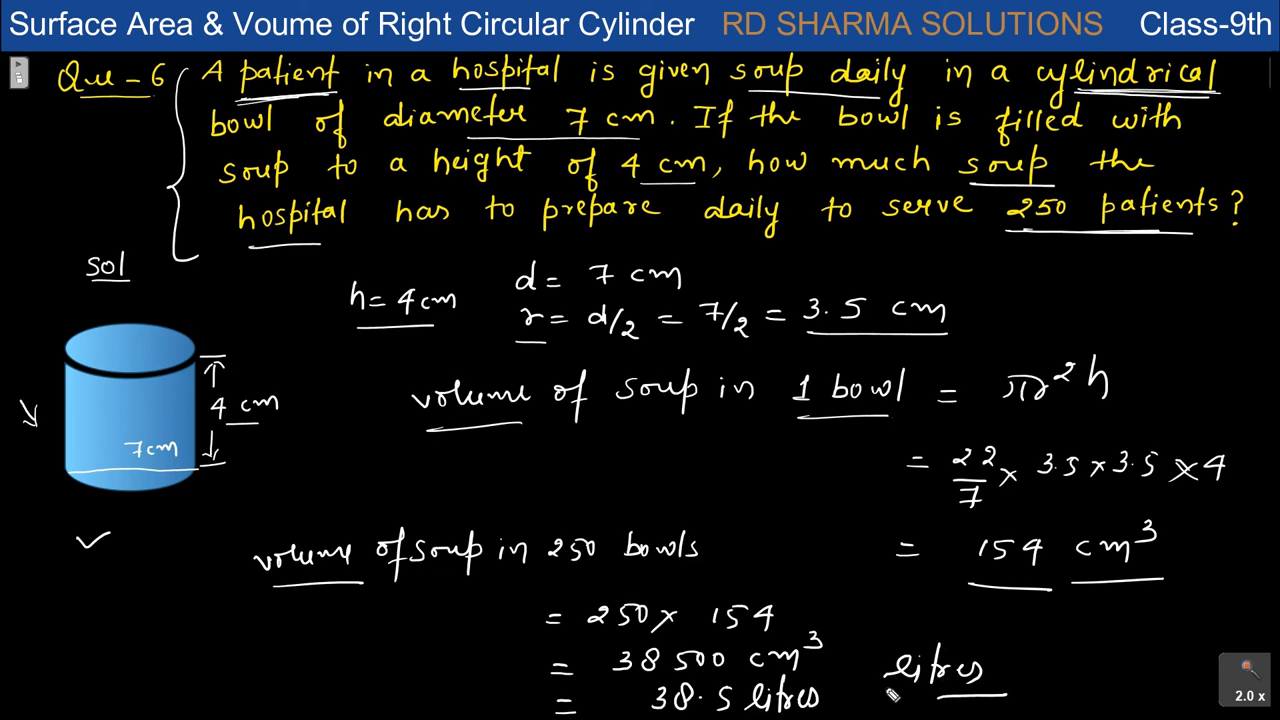 Surface Area & Voume of Right Circular Cylinder RD SHARMA SOLUTIONS Class-9th
Que - 6 A patient in a hospital is given soup daily in a cylindrical
bowl of diameter 7 cm. If the bowl is filled with
soup to a height of 4 cm, how much soup the
hospital has to prepare daily to serve 250 patients?
Sol
h = 4 cm d = 7 cm
r = d/2 = 7/2 = 3.5 cm
4 cm
7cm
volume of soup in 1 bowl = πr²h
= 22/7 × 3.5 × 3.5 × 4
= 154 cm³
volume of soup in 250 bowls
= 250 × 154
= 38500 cm³
= 38.5 litres
litres
2.0 x